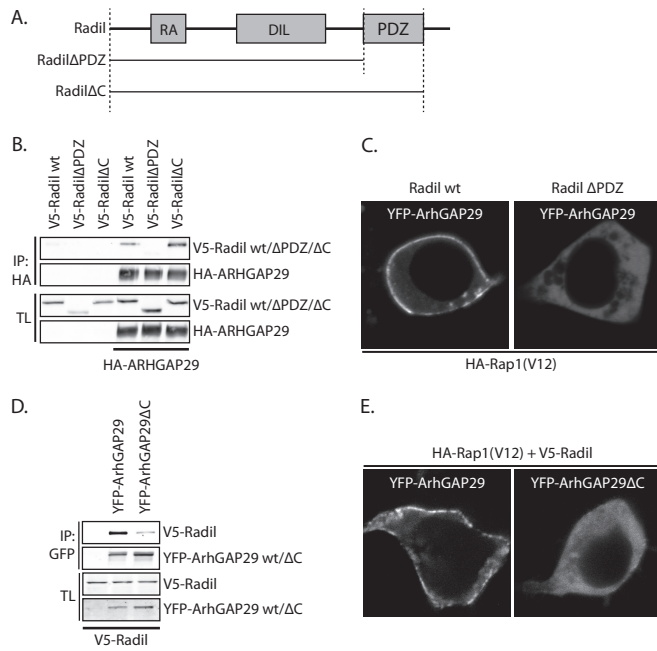 A.
Radil
RA
DIL
PDZ
RadilΔPDZ
RadilΔC
B.
V5-Radil wt
V5-RadilΔPDZ
V5-RadilΔC
V5-Radil wt
V5-RadilΔPDZ
V5-RadilΔC
IP:
HA
V5-Radil wt/ΔPDZ/ΔC
HA-ARHGAP29
TL
V5-Radil wt/ΔPDZ/ΔC
HA-ARHGAP29
HA-ARHGAP29
C.
Radil wt
Radil ΔPDZ
YFP-ArhGAP29
YFP-ArhGAP29
HA-Rap1(V12)
D.
YFP-ArhGAP29
YFP-ArhGAP29ΔC
IP:
GFP
V5-Radil
YFP-ArhGAP29 wt/ΔC
TL
V5-Radil
YFP-ArhGAP29 wt/ΔC
V5-Radil
E.
HA-Rap1(V12) + V5-Radil
YFP-ArhGAP29
YFP-ArhGAP29ΔC